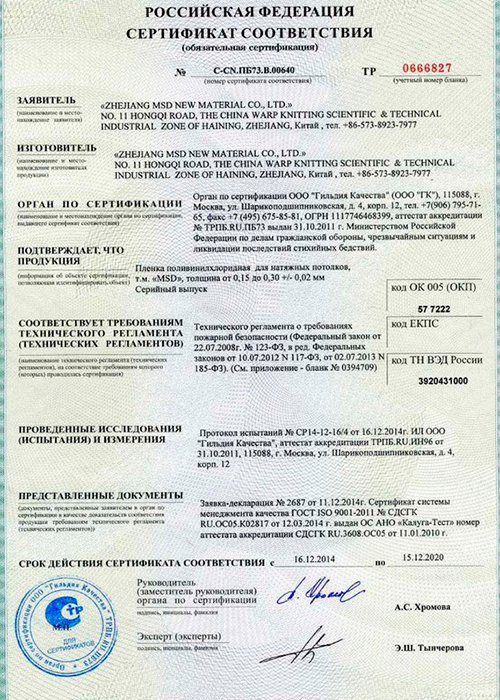 РОССИЙСКАЯ ФЕДЕРАЦИЯ
СЕРТИФИКАТ СООТВЕТСТВИЯ
(обязательная сертификация)
№ С-CN.ПБ73.В.00640 ТР 0666827
(номер сертификата соответствия) (учетный номер бланка)
ЗАЯВИТЕЛЬ
(наименование и место-
нахождение заявителя)
«ZHEJIANG MSD NEW MATERIAL CO., LTD.»
NO. 11 HONGQI ROAD, THE CHINA WARP KNITTING SCIENTIFIC & TECHNICAL
INDUSTRIAL ZONE OF HAINING, ZHEJIANG, Китай , тел. +86-573-8923-7977
ИЗГОТОВИТЕЛЬ
(наименование и место-
нахождение изготовителя
продукции)
«ZHEJIANG MSD NEW MATERIAL CO., LTD.»
NO. 11 HONGQI ROAD, THE CHINA WARP KNITTING SCIENTIFIC & TECHNICAL
INDUSTRIAL ZONE OF HAINING, ZHEJIANG, Китай , тел. +86-573-8923-7977
ОРГАН ПО СЕРТИФИКАЦИИ
(наименование и местонахождение органа по сертификации,
выдавшего сертификат соответствия)
Орган по сертификации ООО "Гильдия Качества" (ООО "ГК"), 115088, г.
Москва, ул. Шарикоподшипниковская, д. 4, корп. 12, тел. +7(906) 795-71-
65, факс +7 (495) 675-85-81, ОГРН 1117746468399, аттестат аккредитации
№ ТРПБ.RU.ПБ73 выдан 31.10.2011 г. Министерством Российской
Федерации по делам гражданской обороны, чрезвычайным ситуациям и
ликвидации последствий стихийных бедствий.
ПОДТВЕРЖДАЕТ, ЧТО
ПРОДУКЦИЯ
(информация об объекте сертификации,
позволяющая идентифицировать объект)
Пленка поливинилхлоридная для натяжных потолков,
т.м. «MSD», толщина от 0,15 до 0,30 +/- 0,02 мм
Серийный выпуск
код ОК 005 (ОКП)
57 7222
СООТВЕТСТВУЕТ ТРЕБОВАНИЯМ
ТЕХНИЧЕСКОГО РЕГЛАМЕНТА
(ТЕХНИЧЕСКИХ РЕГЛАМЕНТОВ)
(наименование технического регламента (технических
регламентов), на соответствие требованиям которого
(которых) проводилась сертификация)
Технического регламента о требованиях
пожарной безопасности (Федеральный закон от
22.07.2008г. № 123-ФЗ, в ред. Федеральных
законов от 10.07.2012 N 117-ФЗ, от 02.07.2013 N
185-ФЗ). (См. приложение - бланк № 0394709)
код ЕКПС
код ТН ВЭД России
3920431000
ПРОВЕДЕННЫЕ ИССЛЕДОВАНИЯ
(ИСПЫТАНИЯ) И ИЗМЕРЕНИЯ
Протокол испытаний № СР14-12-16/4 от 16.12.2014г. ИЛ ООО
"Гильдия Качества", аттестат аккредитации ТРПБ.RU.ИН96 от
31.10.2011, 115088, г. Москва, ул. Шарикоподшипниковская, д. 4,
корп. 12
ПРЕДСТАВЛЕННЫЕ ДОКУМЕНТЫ
(документы, представленные заявителем в орган по
сертификации в качестве доказательств соответствия
продукции требованиям технического регламента
(технических регламентов))
Заявка-декларация № 2687 от 11.12.2014г. Сертификат системы
менеджмента качества ГОСТ ISO 9001-2011 № СДСГК
RU.ОС05.К02817 от 12.03.2014 г. выдан ОС АНО «Калуга-Тест» номер
аттестата аккредитации СДСГК RU.3608.ОС05 от 11.01.2010 г.
СРОК ДЕЙСТВИЯ СЕРТИФИКАТА СООТВЕТСТВИЯ с 16.12.2014 по 15.12.2020
Руководитель
(заместитель руководителя)
органа по сертификации
подпись, инициалы, фамилия
А.С. Хромова
Эксперт (эксперты)
подпись, инициалы, фамилия
Э.Ш. Тынчерова
М.П.
Орган по сертификации ООО "Гильдия Качества" ТРПБ.RU.ПБ73
ДЛЯ
СЕРТИФИКАТОВ